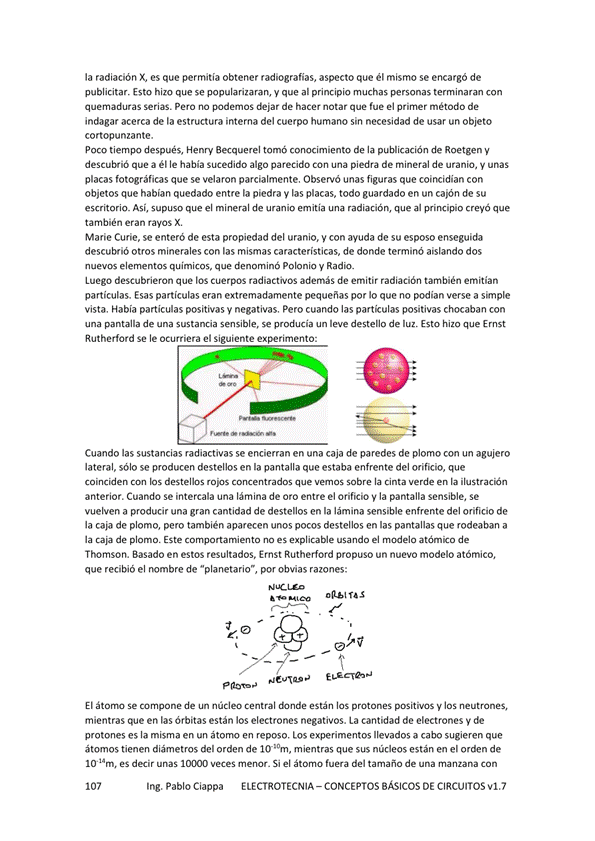 la radiación X, es que permitía obtener radiografías, aspecto que él mismo se encargó de
publicitar. Esto hizo que se popularizaran, y que al principio muchas personas terminaran con
quemaduras serias. Pero no podemos dejar de hacer notar que fue el primer método de
indagar acerca de la estructura interna del cuerpo humano sin necesidad de usar un objeto
cortopunzante.
Poco tiempo después, Henry Becquerel tomó conocimiento de la publicación de Roetgen y
descubrió que a él le había sucedido algo parecido con una piedra de mineral de uranio, y unas
placas fotográficas que se velaron parcialmente. Observó unas figuras que coincidían con
objetos que habían quedado entre la piedra y las placas, todo guardado en un cajón de su
escritorio. Así, supuso que el mineral de uranio emitía una radiación, que al principio creyó que
también eran rayos X.
Marie Curie, se enteró de esta propiedad del uranio, y con ayuda de su esposo enseguida
descubrió otros minerales con las mismas características, de donde terminó aislando dos
nuevos elementos químicos, que denominó Polonio y Radio.
Luego descubrieron que los cuerpos radiactivos además de emitir radiación también emitían
partículas. Esas partículas eran extremadamente pequeñas por lo que no podían verse a simple
vista. Había partículas positivas y negativas. Pero cuando las partículas positivas chocaban con
una pantalla de una sustancia sensible, se producía un leve destello de luz. Esto hizo que Ernst
Rutherford se le ocurriera el siguiente experimento:
Lámina
de oro
Pantalla fluorescente
Fuente de radiación alfa
Cuando las sustancias radiactivas se encierran en una caja de paredes de plomo con un agujero
lateral, sólo se producen destellos en la pantalla que estaba enfrente del orificio, que
coinciden con los destellos rojos concentrados que vemos sobre la cinta verde en la ilustración
anterior. Cuando se intercala una lámina de oro entre el orificio y la pantalla sensible, se
vuelven a producir una gran cantidad de destellos en la lámina sensible enfrente del orificio de
la caja de plomo, pero también aparecen unos pocos destellos en las pantallas que rodeaban a
la caja de plomo. Este comportamiento no es explicable usando el modelo atómico de
Thomson. Basado en estos resultados, Ernst Rutherford propuso un nuevo modelo atómico,
que recibió el nombre de “planetario”, por obvias razones:
NUCLEO
ATOMICO
ORBITAS
V
- + + - V
PROTON NEUTRON ELECTRON
El átomo se compone de un núcleo central donde están los protones positivos y los neutrones,
mientras que en las órbitas están los electrones negativos. La cantidad de electrones y de
protones es la misma en un átomo en reposo. Los experimentos llevados a cabo sugieren que
átomos tienen diámetros del orden de 10⁻¹⁰m, mientras que sus núcleos están en el orden de
10⁻¹⁴m, es decir unas 10000 veces menor. Si el átomo fuera del tamaño de una manzana con
107 Ing. Pablo Ciappa ELECTROTECNIA – CONCEPTOS BÁSICOS DE CIRCUITOS v1.7